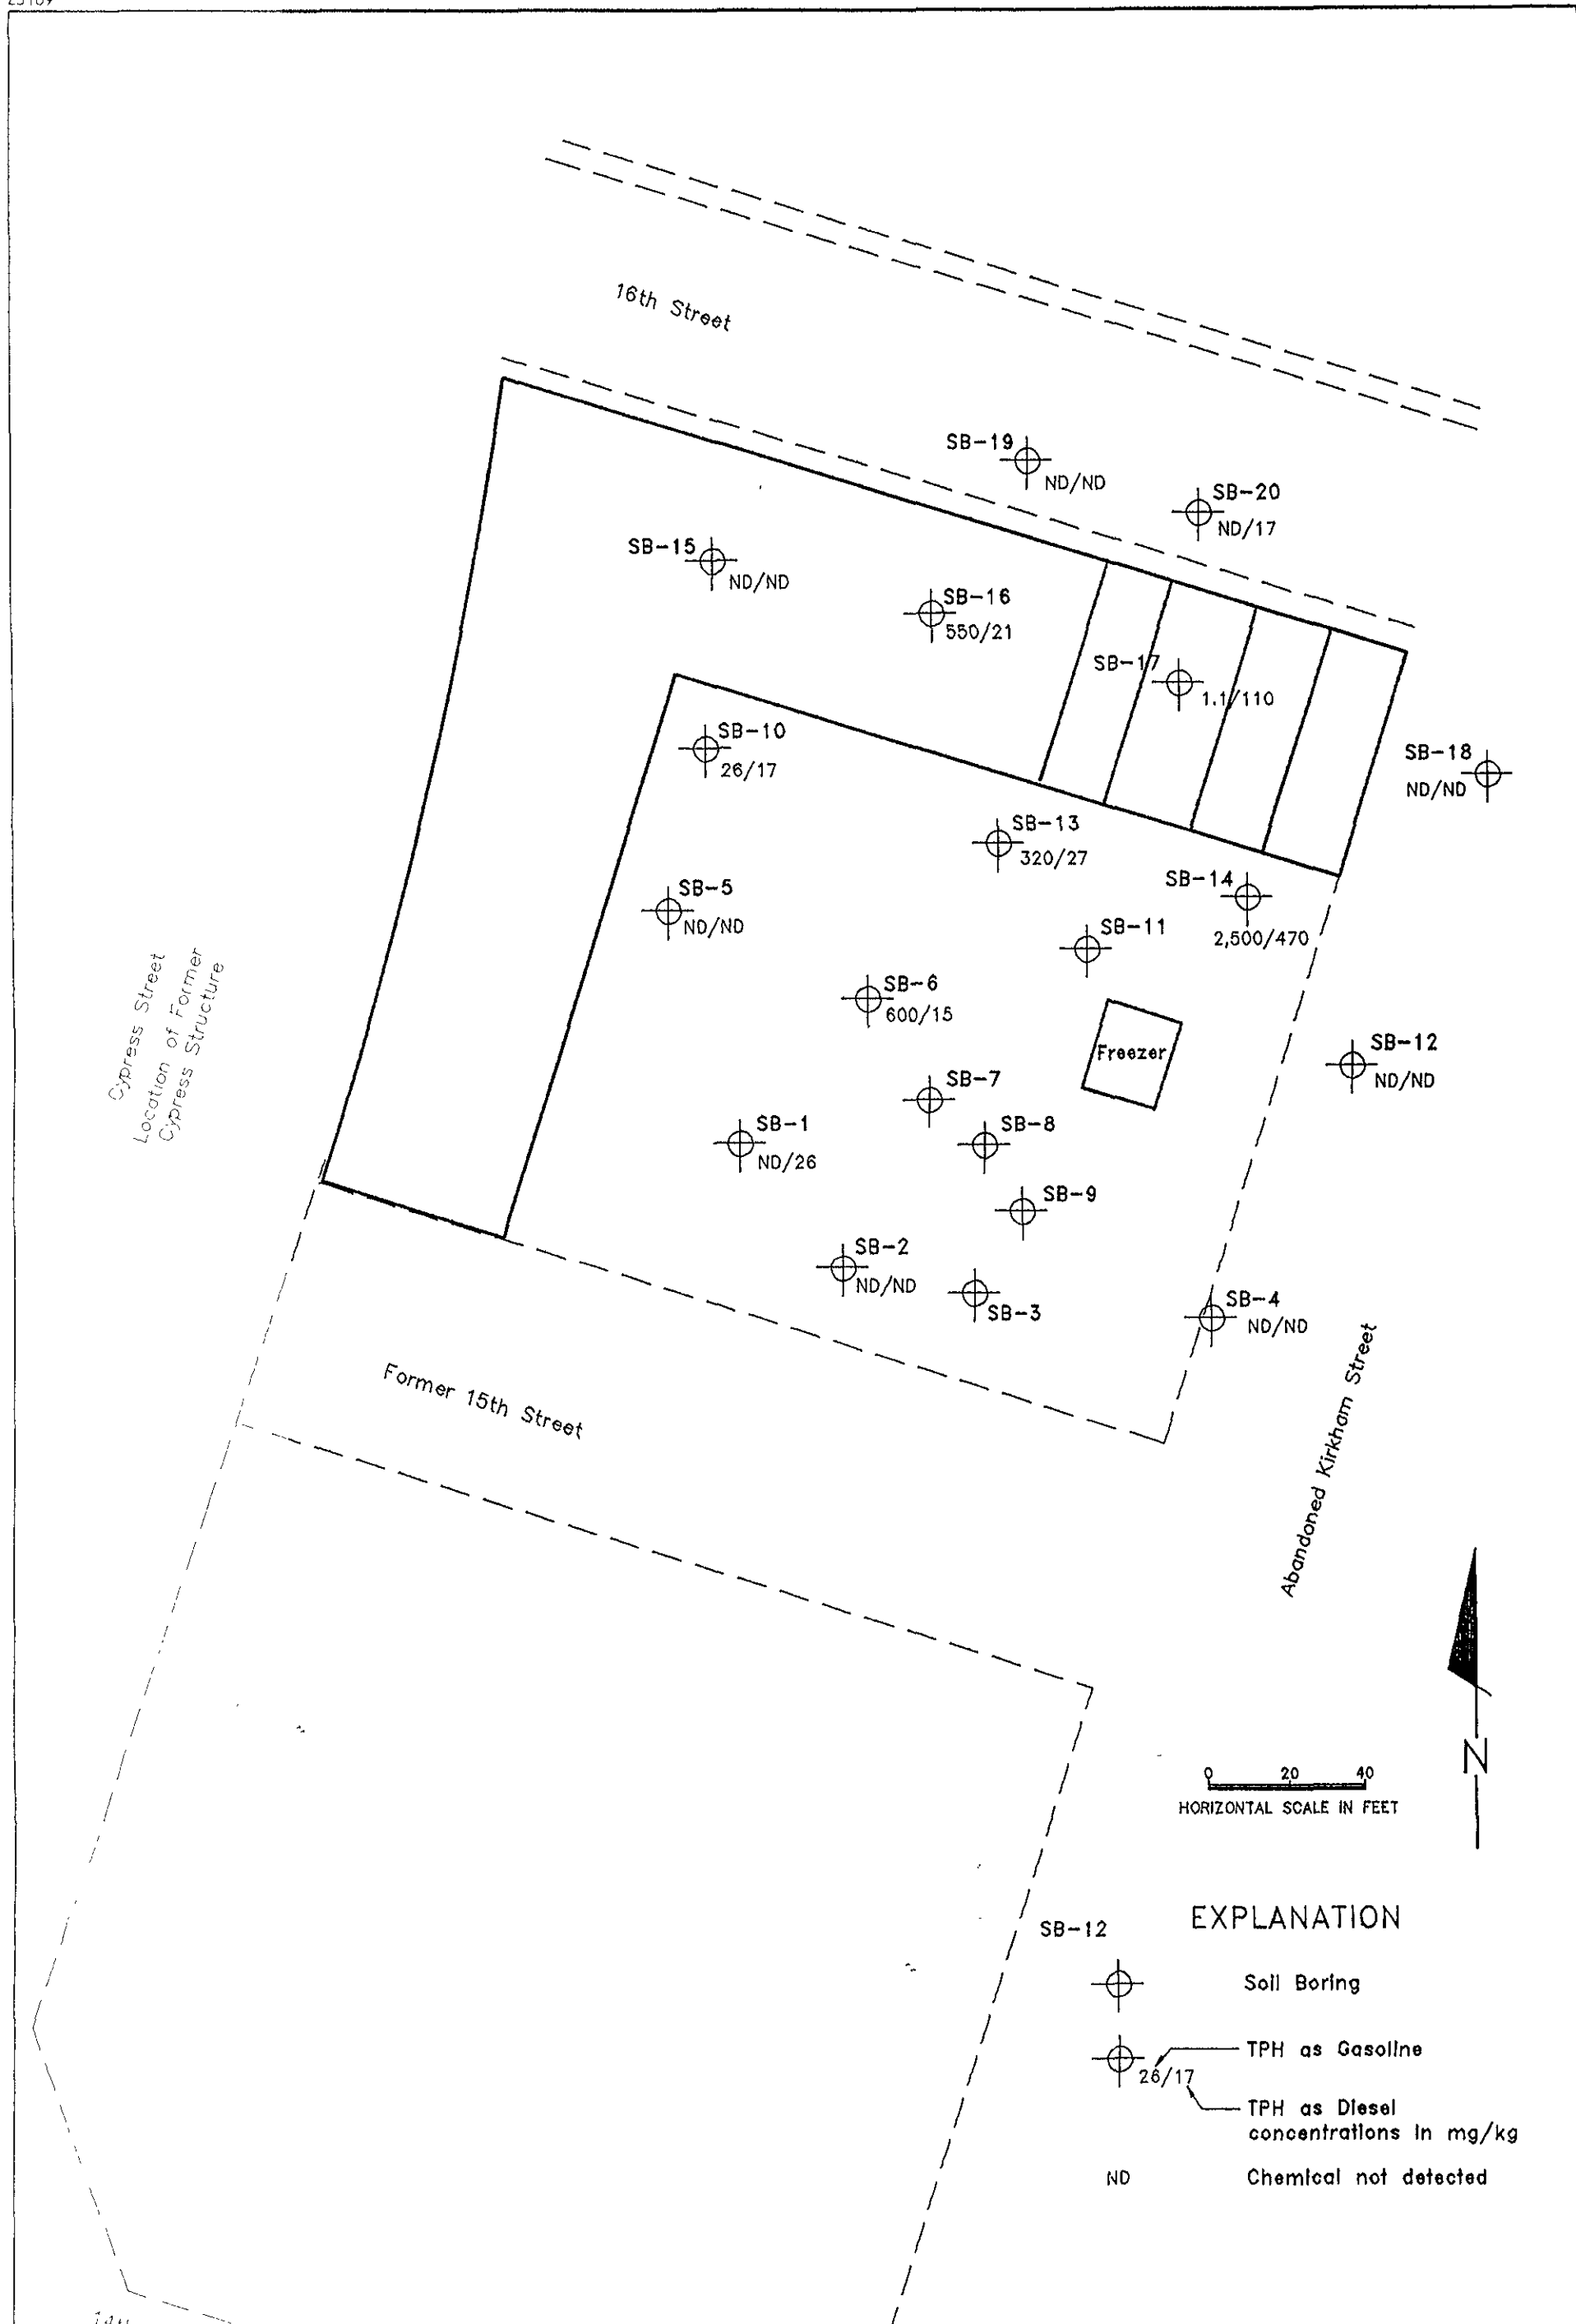 16th Street
SB-19
ND/ND
SB-20
ND/17
SB-15
ND/ND
SB-16
550/21
SB-17
1.1/110
SB-10
26/17
SB-18
ND/ND
SB-13
320/27
SB-14
2,500/470
SB-5
ND/ND
SB-11
SB-6
600/15
Freezer
SB-12
ND/ND
Cypress Street
Location of Former
Cypress Structure
SB-7
SB-1
ND/26
SB-8
SB-9
SB-2
ND/ND
SB-3
SB-4
ND/ND
Former 15th Street
Abandoned Kirkham Street
N
0 20 40
HORIZONTAL SCALE IN FEET
EXPLANATION
SB-12
Soil Boring
26/17
TPH as Gasoline
TPH as Diesel
concentrations in mg/kg
ND
Chemical not detected